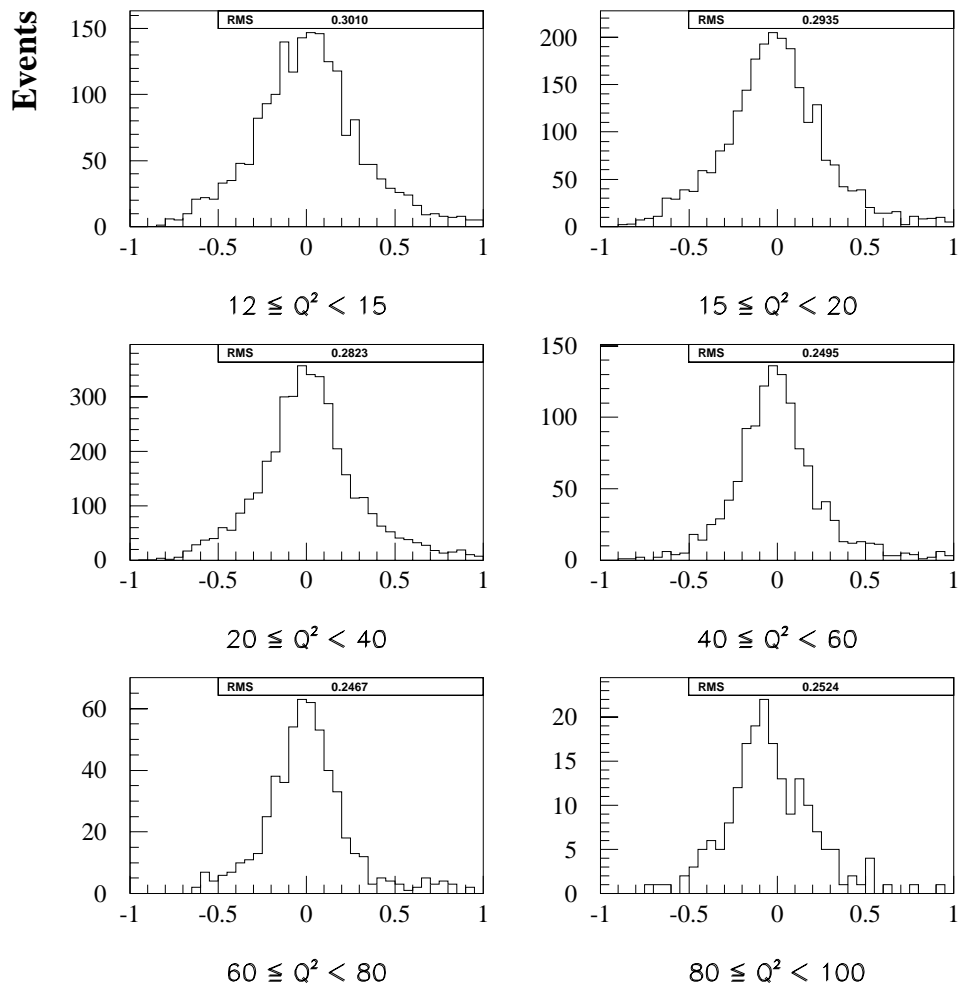 Events
RMS 0.3010
150
100
50
0
-1 -0.5 0 0.5 1
12 ≦ Q² < 15
RMS 0.2935
200
150
100
50
0
-1 -0.5 0 0.5 1
15 ≦ Q² < 20
RMS 0.2823
300
200
100
0
-1 -0.5 0 0.5 1
20 ≦ Q² < 40
RMS 0.2495
150
100
50
0
-1 -0.5 0 0.5 1
40 ≦ Q² < 60
RMS 0.2467
60
40
20
0
-1 -0.5 0 0.5 1
60 ≦ Q² < 80
RMS 0.2524
20
15
10
5
0
-1 -0.5 0 0.5 1
80 ≦ Q² < 100